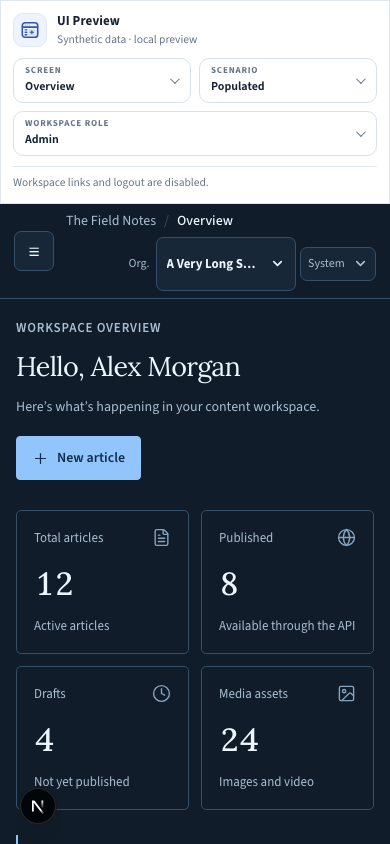 UI Preview
Synthetic data · local preview
SCREEN
Overview
SCENARIO
Populated
WORKSPACE ROLE
Admin
Workspace links and logout are disabled.
The Field Notes / Overview
Org.
A Very Long S...
System
WORKSPACE OVERVIEW
Hello, Alex Morgan
Here's what's happening in your content workspace.
New article
Total articles
12
Active articles
Published
8
Available through the API
Drafts
4
Not yet published
Media assets
24
Images and video
N